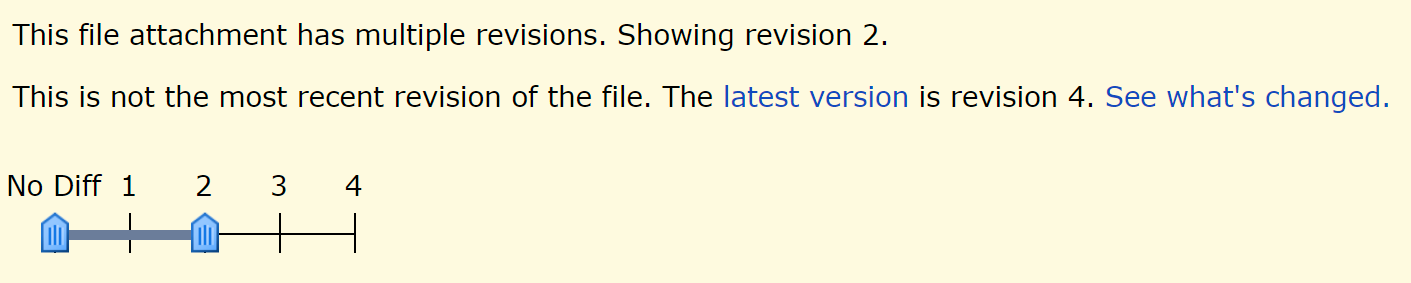 This file attachment has multiple revisions. Showing revision 2.
This is not the most recent revision of the file. The latest version is revision 4. See what's changed.
No Diff 1 2 3 4